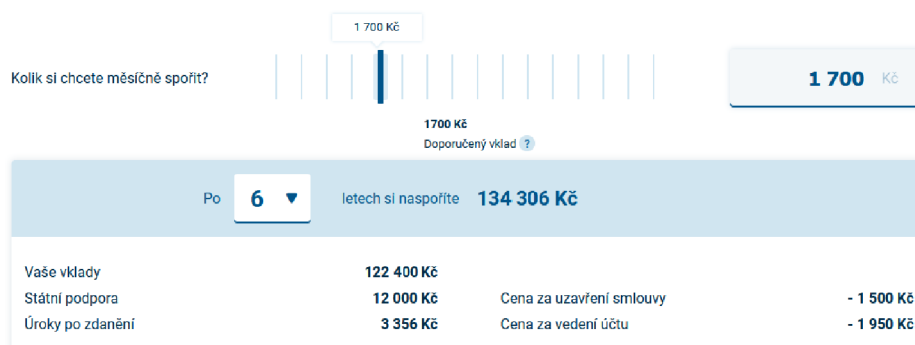 1 700 Kč
Kolik si chcete měsíčně spořit?
1 700 Kč
1700 Kč
Doporučený vklad ?
Po 6 letech si naspoříte 134 306 Kč
Vaše vklady 122 400 Kč
Státní podpora 12 000 Kč Cena za uzavření smlouvy - 1 500 Kč
Úroky po zdanění 3 356 Kč Cena za vedení účtu - 1 950 Kč